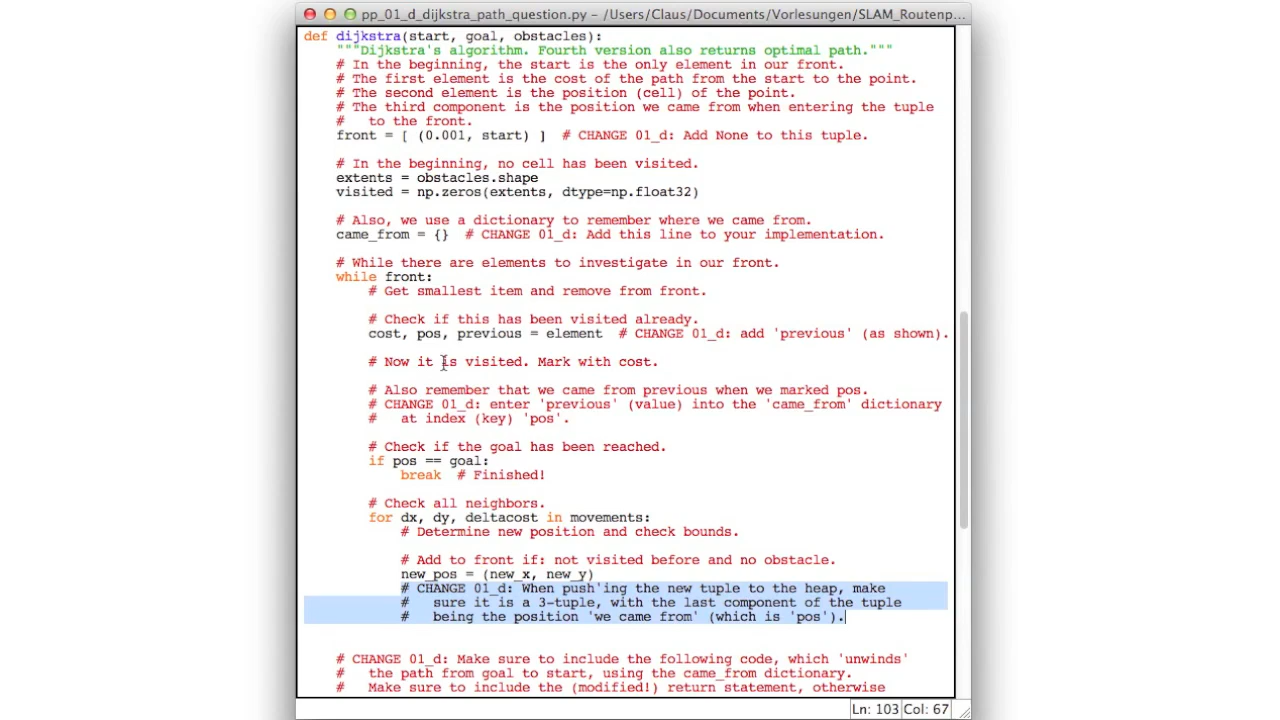 pp_01_d_dijkstra_path_question.py – /Users/Claus/Documents/Vorlesungen/SLAM_Routenp...
def dijkstra(start, goal, obstacles):
"""Dijkstra's algorithm. Fourth version also returns optimal path."""
# In the beginning, the start is the only element in our front.
# The first element is the cost of the path from the start to the point.
# The second element is the position (cell) of the point.
# The third component is the position we came from when entering the tuple
#   to the front.
front = [ (0.001, start) ]  # CHANGE 01_d: Add None to this tuple.
# In the beginning, no cell has been visited.
extents = obstacles.shape
visited = np.zeros(extents, dtype=np.float32)
# Also, we use a dictionary to remember where we came from.
came_from = {}  # CHANGE 01_d: Add this line to your implementation.
# While there are elements to investigate in our front.
while front:
# Get smallest item and remove from front.
# Check if this has been visited already.
cost, pos, previous = element  # CHANGE 01_d: add 'previous' (as shown).
# Now it is visited. Mark with cost.
# Also remember that we came from previous when we marked pos.
# CHANGE 01_d: enter 'previous' (value) into the 'came_from' dictionary
#   at index (key) 'pos'.
# Check if the goal has been reached.
if pos == goal:
break  # Finished!
# Check all neighbors.
for dx, dy, deltacost in movements:
# Determine new position and check bounds.
# Add to front if: not visited before and no obstacle.
new_pos = (new_x, new_y)
# CHANGE 01_d: When push'ing the new tuple to the heap, make
#   sure it is a 3-tuple, with the last component of the tuple
#   being the position 'we came from' (which is 'pos').
# CHANGE 01_d: Make sure to include the following code, which 'unwinds'
#   the path from goal to start, using the came_from dictionary.
#   Make sure to include the (modified!) return statement, otherwise
Ln: 103 Col: 67